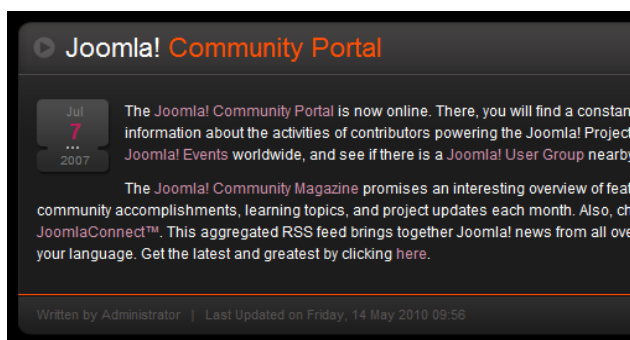 Joomla! Community Portal
Jul
7
...
2007
The Joomla! Community Portal is now online. There, you will find a constan
information about the activities of contributors powering the Joomla! Project
Joomla! Events worldwide, and see if there is a Joomla! User Group nearby
The Joomla! Community Magazine promises an interesting overview of feat
community accomplishments, learning topics, and project updates each month. Also, ch
JoomlaConnect™. This aggregated RSS feed brings together Joomla! news from all ove
your language. Get the latest and greatest by clicking here.
Written by Administrator | Last Updated on Friday, 14 May 2010 09:56